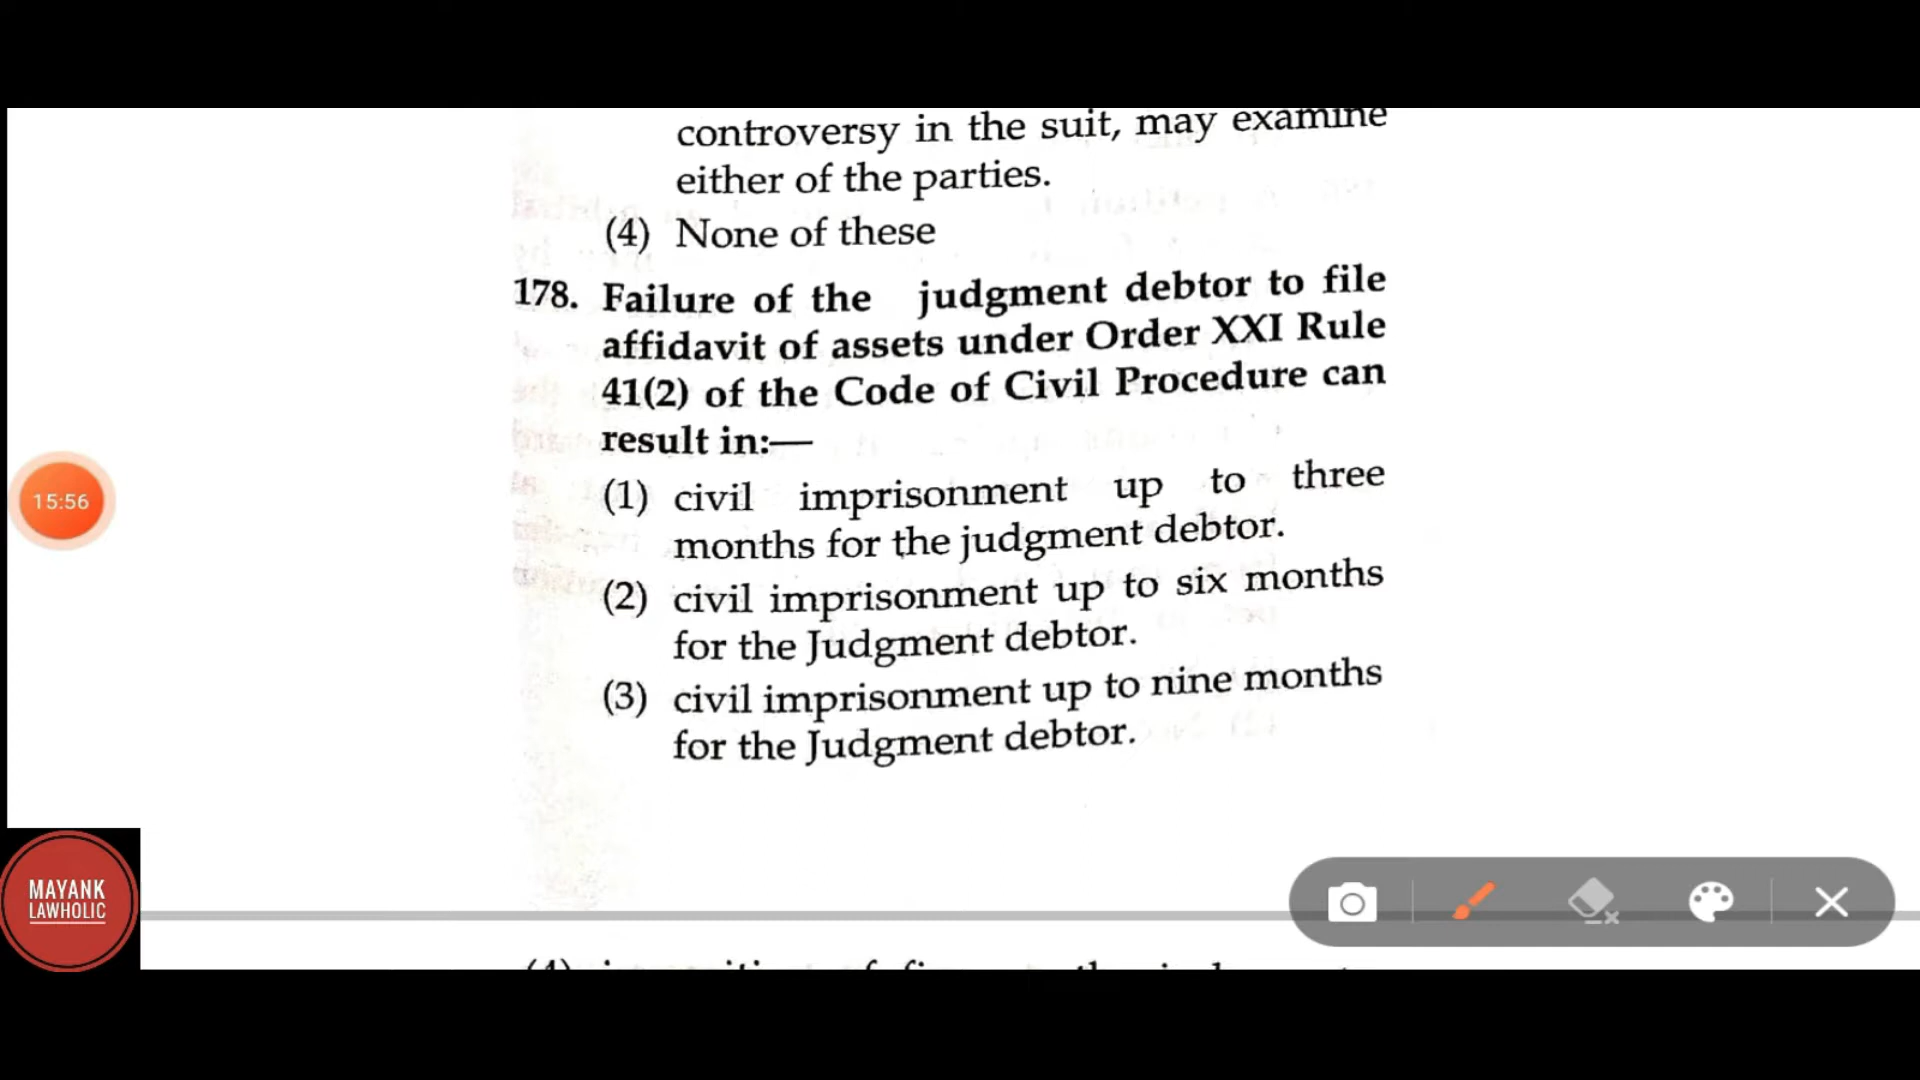 controversy in the suit, may examine
either of the parties.
(4) None of these
178. Failure of the judgment debtor to file
affidavit of assets under Order XXI Rule
41(2) of the Code of Civil Procedure can
result in:—
(1) civil imprisonment up to three
months for the judgment debtor.
(2) civil imprisonment up to six months
for the Judgment debtor.
(3) civil imprisonment up to nine months
for the Judgment debtor.
15:56
MAYANK
LAWHOLIC